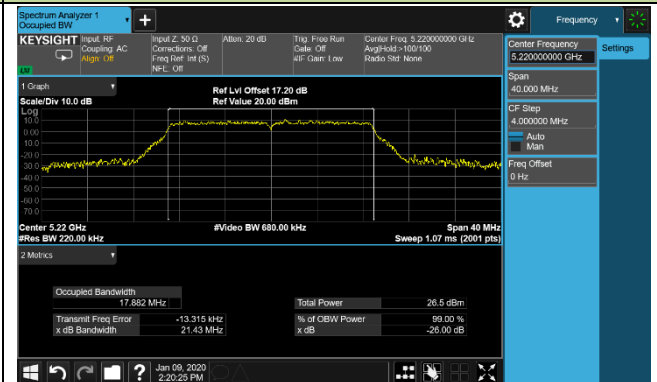 Spectrum Analyzer 1
Occupied BW
Frequency
KEYSIGHT
Input: RF
Coupling: AC
Align: Off
Input Z: 50 Ω
Corrections: Off
Freq Ref: Int (S)
NFE: Off
Atten: 20 dB
Trig: Free Run
Gate: Off
#IF Gain: Low
Center Freq: 5.220000000 GHz
Avg|Hold:>100/100
Radio Std: None
Center Frequency
5.220000000 GHz
Settings
Span
40.000 MHz
CF Step
4.000000 MHz
Auto
Man
Freq Offset
0 Hz
1 Graph
Scale/Div 10.0 dB
Ref Lvl Offset 17.20 dB
Ref Value 20.00 dBm
Log
10.0
0.00
-10.0
-20.0
-30.0
-40.0
-50.0
-60.0
-70.0
Center 5.22 GHz
#Video BW 680.00 kHz
Span 40 MHz
#Res BW 220.00 kHz
Sweep 1.07 ms (2001 pts)
2 Metrics
Occupied Bandwidth
17.882 MHz
Total Power 26.5 dBm
Transmit Freq Error -13.315 kHz
% of OBW Power 99.00 %
x dB Bandwidth 21.43 MHz
x dB -26.00 dB
Jan 09, 2020
2:20:25 PM